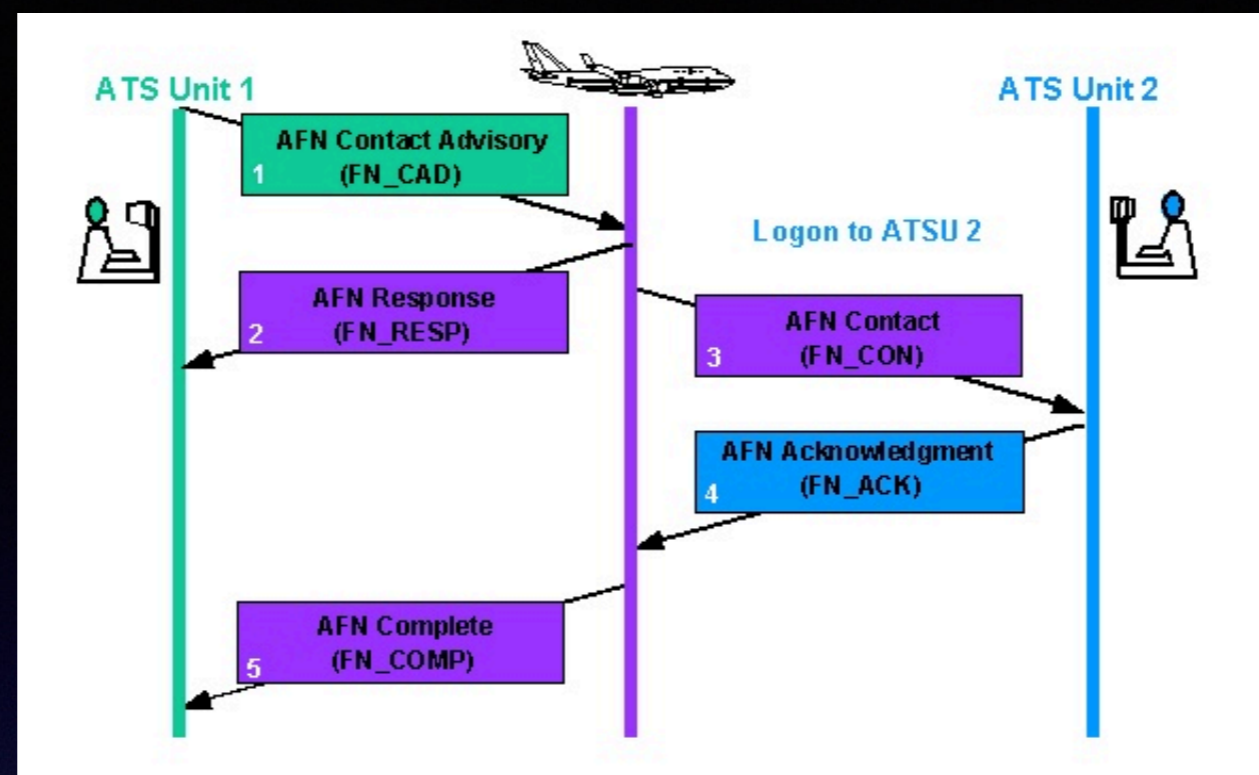 ATS Unit 1
ATS Unit 2
AFN Contact Advisory
(FN_CAD)
1
Logon to ATSU 2
AFN Response
(FN_RESP)
2
AFN Contact
(FN_CON)
3
AFN Acknowledgment
(FN_ACK)
4
AFN Complete
(FN_COMP)
5